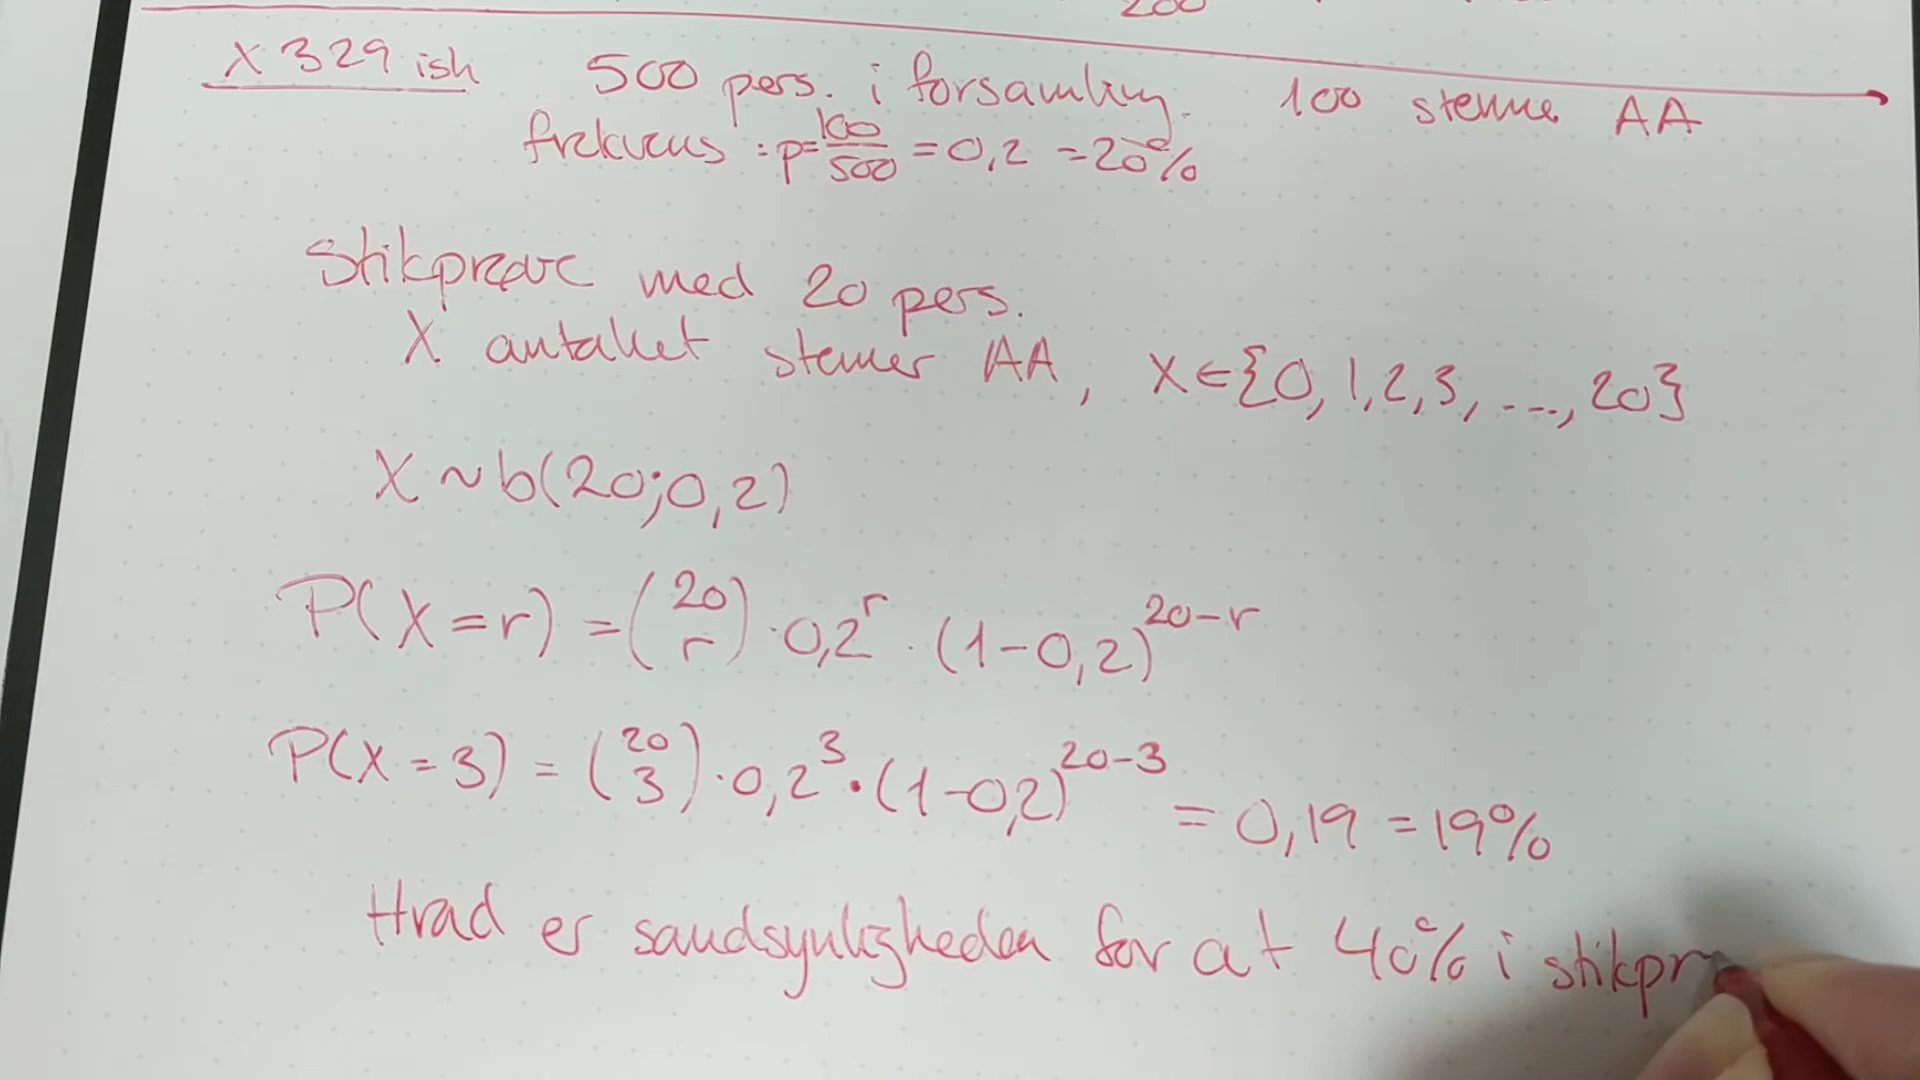 200
x 329 ish 500 pers. i forsamling. 100 stemme AA
frekvens : p = 100/500 = 0,2 = 20%
Stikprøve med 20 pers.
X antallet stemmer AA, X ∈ {0, 1, 2, 3, ..., 20}
X ~ b(20; 0,2)
P(X = r) = (20 r) · 0,2^r · (1 - 0,2)^20-r
P(X = 3) = (20 3) · 0,2^3 · (1 - 0,2)^20-3 = 0,19 = 19%
Hvad er sandsynligheden for at 40% i stikpr